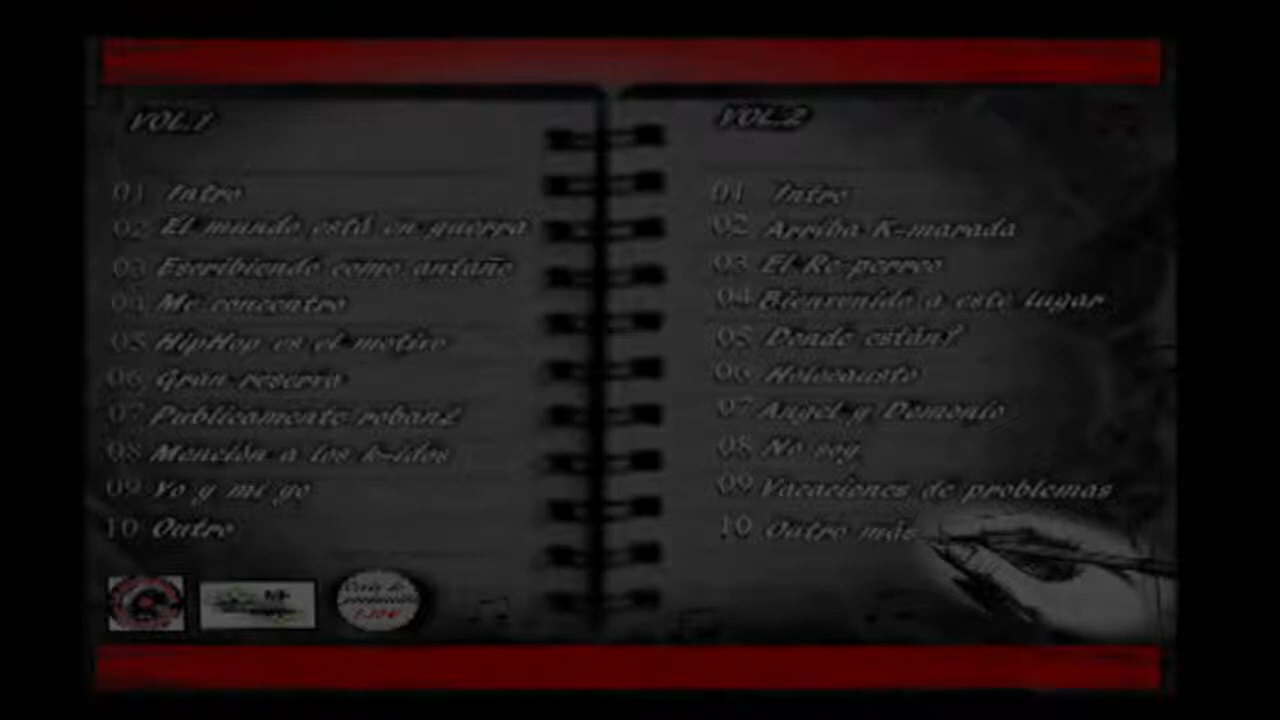 VOL.1
01 Intro
02 El mundo está en guerra
03 Escribiendo como antaño
04 Me concentro
05 HipHop es el motivo
06 Gran reserva
07 Publicamente roban2
08 Mención a los k-idos
09 Yo y mi yo
10 Outro
VOL.2
01 Intro
02 Arriba K-marada
03 El Re-perreo
04 Bienvenido a este lugar
05 Donde están?
06 Holocausto
07 Angel y Demonio
08 No soy
09 Vacaciones de problemas
10 Outro más